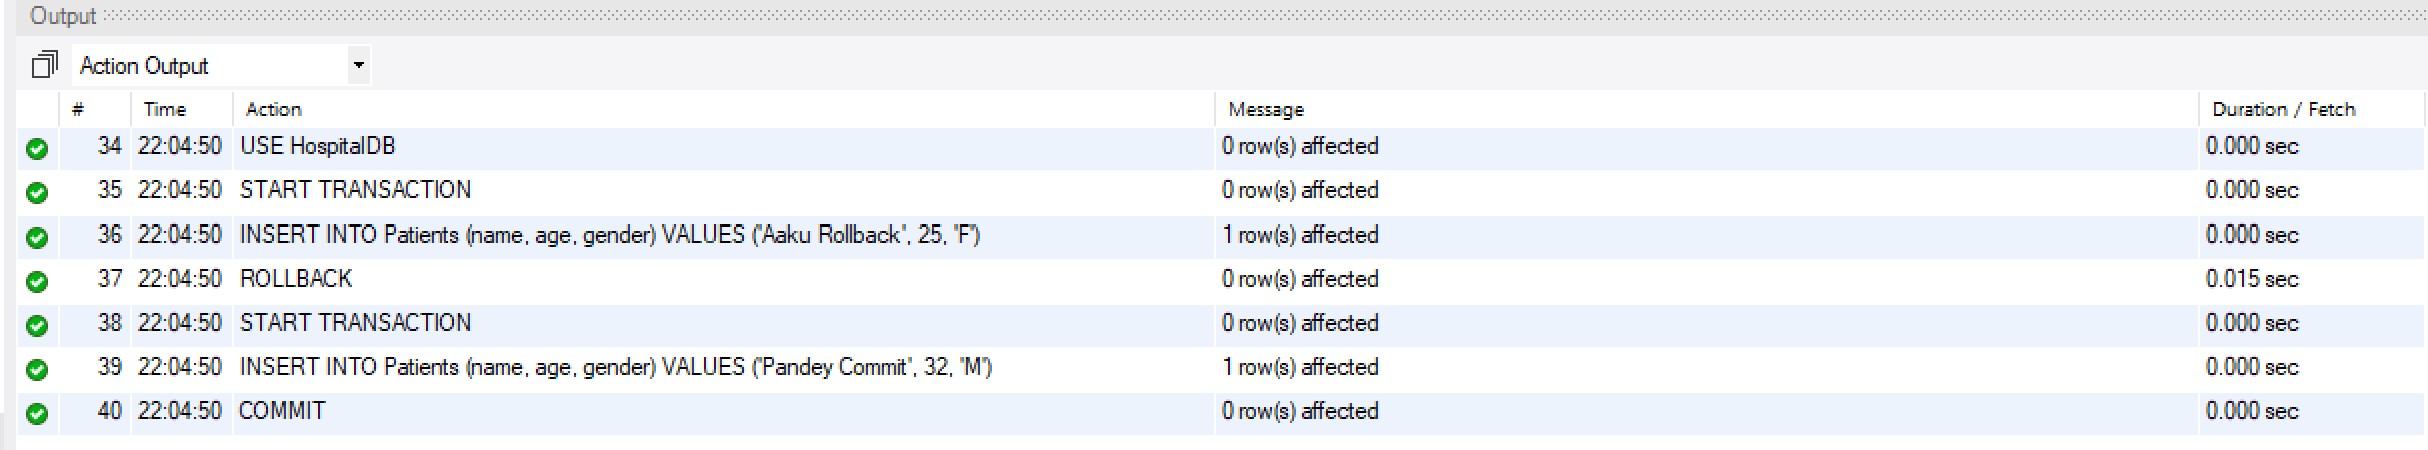 Output
Action Output
# Time Action Message Duration / Fetch
34 22:04:50 USE HospitalDB 0 row(s) affected 0.000 sec
35 22:04:50 START TRANSACTION 0 row(s) affected 0.000 sec
36 22:04:50 INSERT INTO Patients (name, age, gender) VALUES ('Aaku Rollback', 25, 'F') 1 row(s) affected 0.000 sec
37 22:04:50 ROLLBACK 0 row(s) affected 0.015 sec
38 22:04:50 START TRANSACTION 0 row(s) affected 0.000 sec
39 22:04:50 INSERT INTO Patients (name, age, gender) VALUES ('Pandey Commit', 32, 'M') 1 row(s) affected 0.000 sec
40 22:04:50 COMMIT 0 row(s) affected 0.000 sec